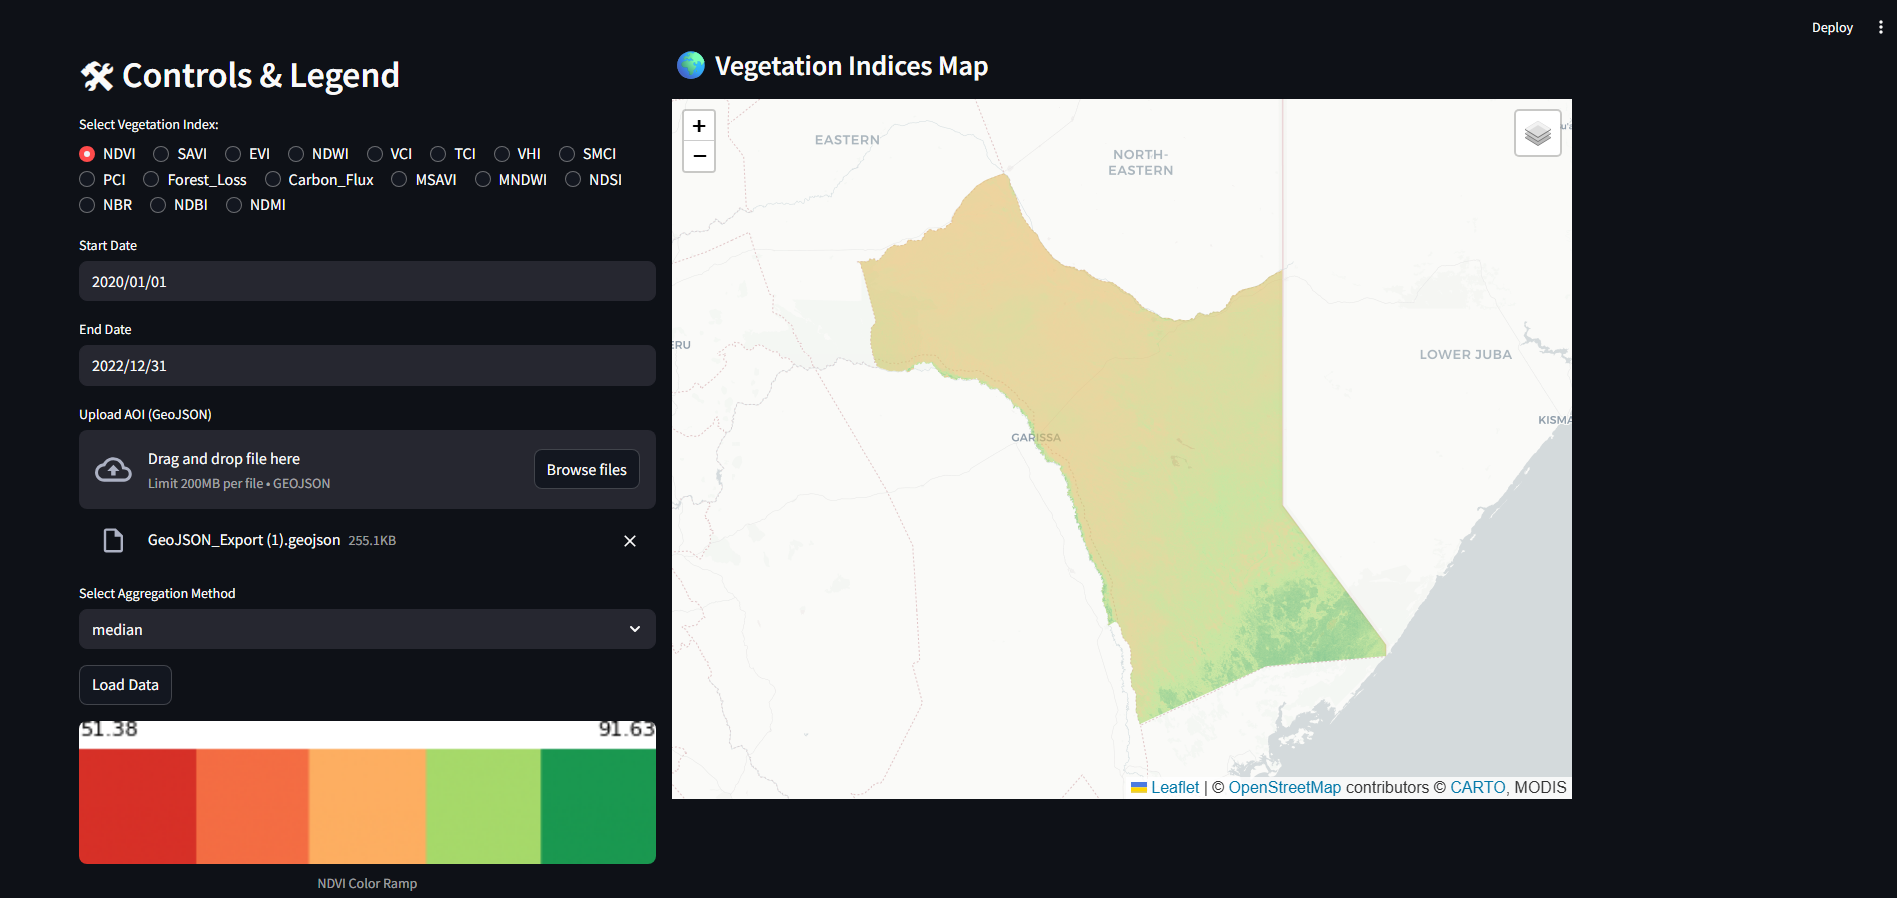 Deploy
🛠 Controls & Legend
Select Vegetation Index:
NDVI SAVI EVI NDWI VCI TCI VHI SMCI
PCI Forest_Loss Carbon_Flux MSAVI MNDWI NDSI
NBR NDBI NDMI
Start Date
2020/01/01
End Date
2022/12/31
Upload AOI (GeoJSON)
Drag and drop file here
Limit 200MB per file • GEOJSON
Browse files
GeoJSON_Export (1).geojson 255.1KB
Select Aggregation Method
median
Load Data
51.38 91.63
NDVI Color Ramp
🌍 Vegetation Indices Map
+
−
EASTERN
NORTH-
EASTERN
ERU
LOWER JUBA
KISMA
GARISSA
Leaflet | © OpenStreetMap contributors © CARTO, MODIS